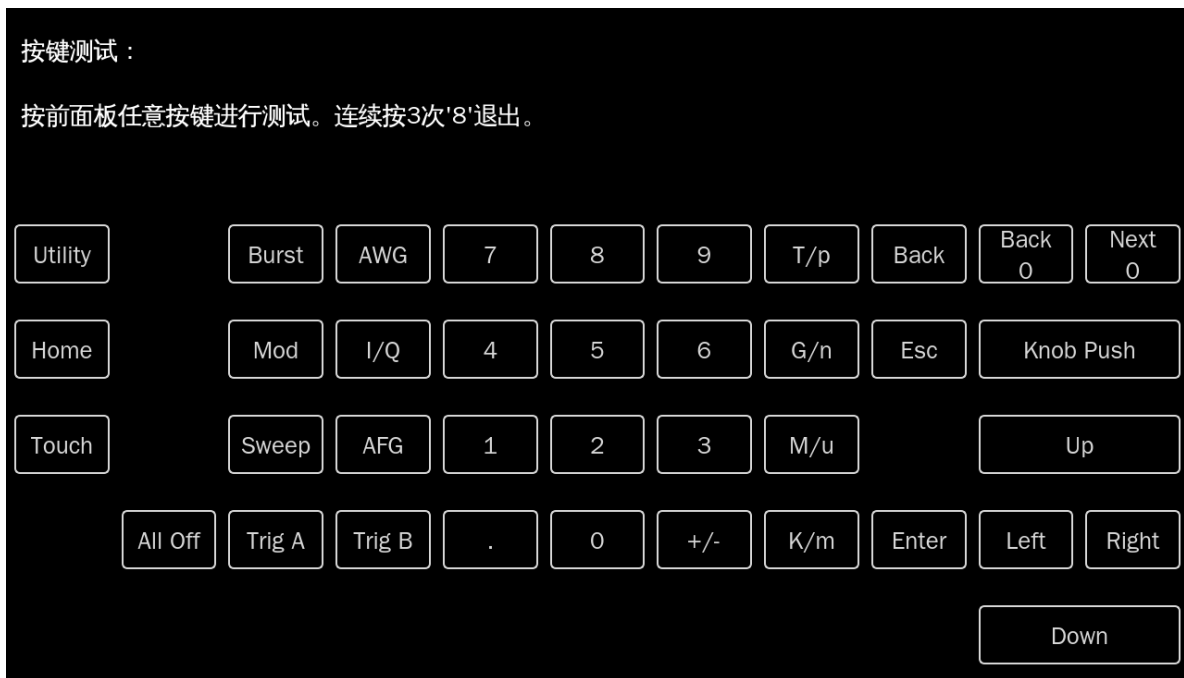 按键测试：
按前面板任意按键进行测试。连续按3次'8'退出。
Utility Burst AWG 7 8 9 T/p Back Back 0 Next 0
Home Mod I/Q 4 5 6 G/n Esc Knob Push
Touch Sweep AFG 1 2 3 M/u Up
All Off Trig A Trig B . 0 +/- K/m Enter Left Right
Down